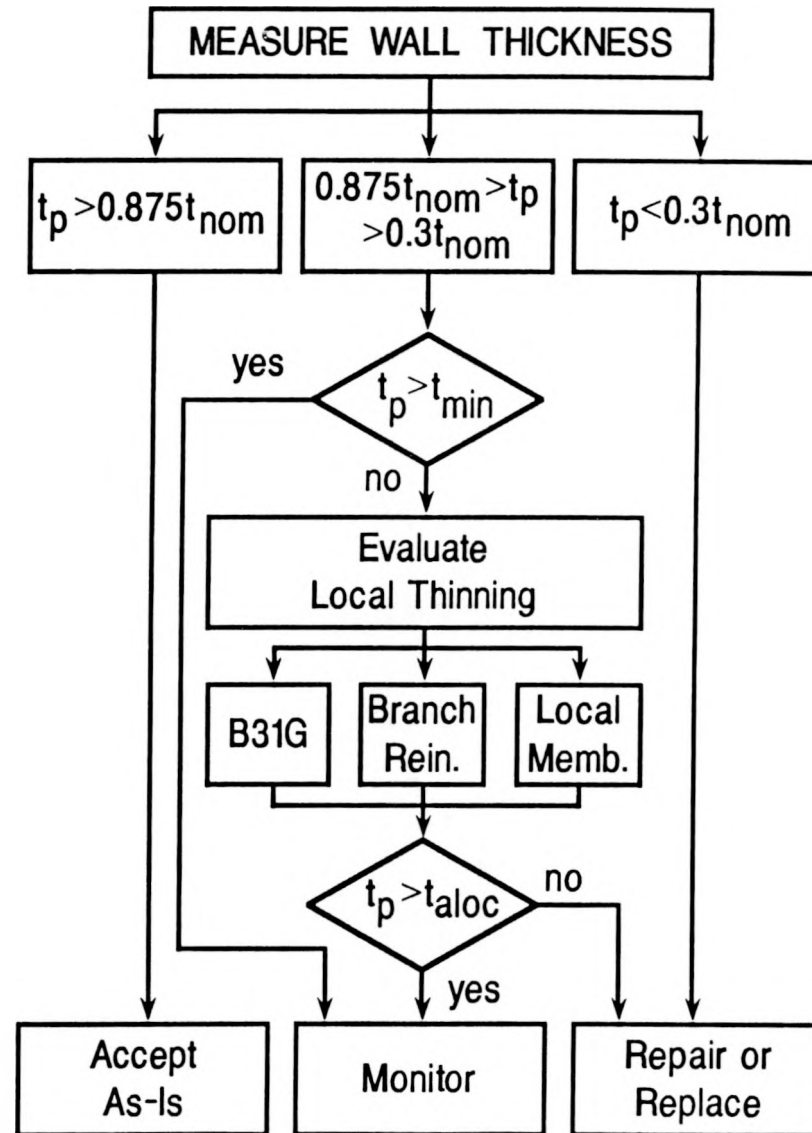 MEASURE WALL THICKNESS
tp>0.875tnom
0.875tnom>tp
>0.3tnom
tp<0.3tnom
yes
tp>tmin
no
Evaluate
Local Thinning
B31G
Branch
Rein.
Local
Memb.
tp>taloc
no
yes
Accept
As-Is
Monitor
Repair or
Replace